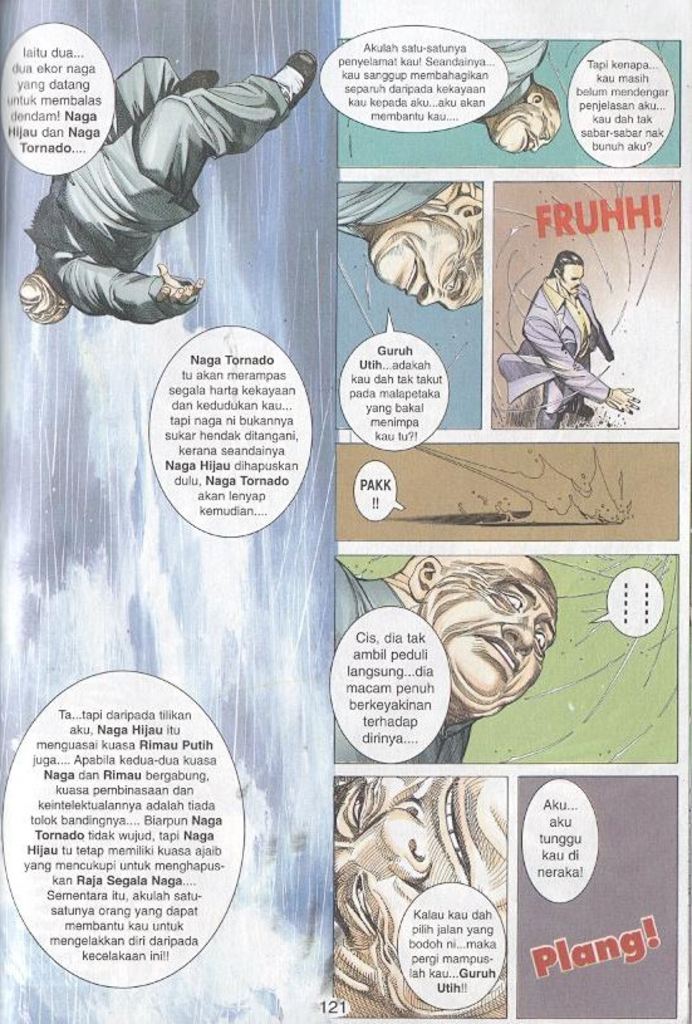 Iaitu dua...
dua ekor naga
yang datang
untuk membalas
dendam! Naga
Hijau dan Naga
Tornado....
Naga Tornado
tu akan merampas
segala harta kekayaan
dan kedudukan kau...
tapi naga ni bukannya
sukar hendak ditangani,
kerana seandainya
Naga Hijau dihapuskan
dulu, Naga Tornado
akan lenyap
kemudian....
Ta...tapi daripada tilikan
aku, Naga Hijau itu
menguasai kuasa Rimau Putih
juga.... Apabila kedua-dua kuasa
Naga dan Rimau bergabung,
kuasa pembinasaan dan
keintelektualannya adalah tiada
tolok bandingnya.... Biarpun Naga
Tornado tidak wujud, tapi Naga
Hijau tu tetap memiliki kuasa ajaib
yang mencukupi untuk menghapus-
kan Raja Segala Naga....
Sementara itu, akulah satu-
satunya orang yang dapat
membantu kau untuk
mengelakkan diri daripada
kecelakaan ini!!
Akulah satu-satunya
penyelamat kau! Seandainya...
kau sanggup membahagikan
separuh daripada kekayaan
kau kepada aku...aku akan
membantu kau....
Tapi kenapa...
kau masih
belum mendengar
penjelasan aku...
kau dah tak
sabar-sabar nak
bunuh aku?
Guruh
Utih...adakah
kau dah tak takut
pada malapetaka
yang bakal
menimpa
kau tu?!
FRUHH!
PAKK
!!
Cis, dia tak
ambil peduli
langsung...dia
macam penuh
berkeyakinan
terhadap
dirinya....
Kalau kau dah
pilih jalan yang
bodoh ni...maka
pergi mampus-
lah kau...Guruh
Utih!!
Aku...
aku
tunggu
kau di
neraka!
Plang!
121